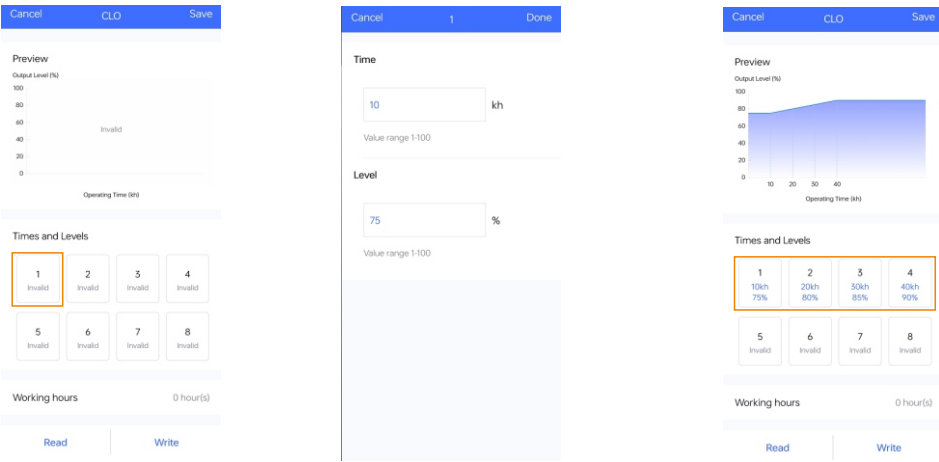 Cancel CLO Save
Preview
Output Level (%)
100
80
60
40
20
0
Invalid
Operating Time (kh)
Times and Levels
1 2 3 4
Invalid Invalid Invalid Invalid
5 6 7 8
Invalid Invalid Invalid Invalid
Working hours 0 hour(s)
Read Write
Cancel 1 Done
Time
10 kh
Value range 1-100
Level
75 %
Value range 1-100
Cancel CLO Save
Preview
Output Level (%)
100
80
60
40
20
0
10 20 30 40
Operating Time (kh)
Times and Levels
1 2 3 4
10kh 20kh 30kh 40kh
75% 80% 85% 90%
5 6 7 8
Invalid Invalid Invalid Invalid
Working hours 0 hour(s)
Read Write